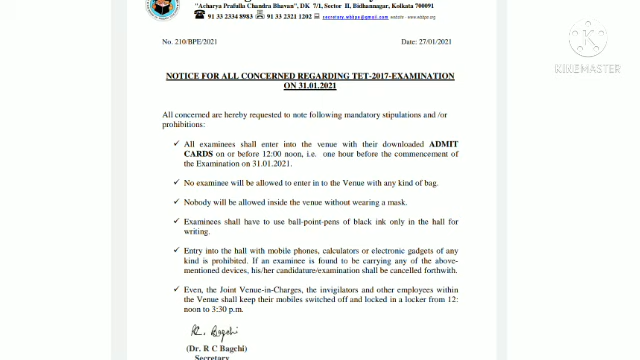 "Acharya Prafulla Chandra Bhavan", DK 7/1, Sector II, Bidhannagar, Kolkata 700091
91 33 2334 8983 91 33 2321 1202 secretary.wbbpe@gmail.com website - www.wbbpe.org
No. 210/BPE/2021 Date: 27/01/2021
NOTICE FOR ALL CONCERNED REGARDING TET-2017-EXAMINATION
ON 31.01.2021
All concerned are hereby requested to note following mandatory stipulations and /or
prohibitions:
✓ All examinees shall enter into the venue with their downloaded ADMIT
CARDS on or before 12:00 noon, i.e. one hour before the commencement of
the Examination on 31.01.2021.
✓ No examinee will be allowed to enter in to the Venue with any kind of bag.
✓ Nobody will be allowed inside the venue without wearing a mask.
✓ Examinees shall have to use ball-point-pens of black ink only in the hall for
writing.
✓ Entry into the hall with mobile phones, calculators or electronic gadgets of any
kind is prohibited. If an examinee is found to be carrying any of the above-
mentioned devices, his/her candidature/examination shall be cancelled forthwith.
✓ Even, the Joint Venue-in-Charges, the invigilators and other employees within
the Venue shall keep their mobiles switched off and locked in a locker from 12:
noon to 3:30 p.m.
R.C. Bagchi
(Dr. R C Bagchi)
Secretary
KINEMASTER